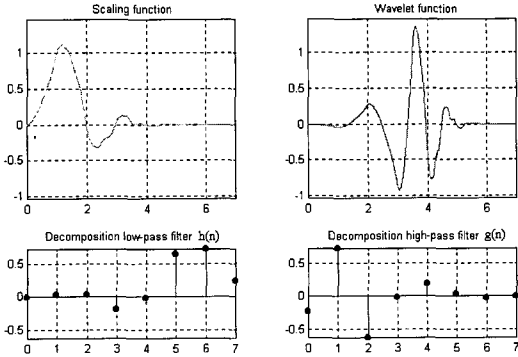 Scaling function
1
0.5
0
-0.5
-1
0 2 4 6 7
Wavelet function
1
0.5
0
-0.5
-1
0 2 4 6 7
Decomposition low-pass filter h(n)
0.5
0
-0.5
0 1 2 3 4 5 6 7
Decomposition high-pass filter g(n)
0.5
0
-0.5
0 1 2 3 4 5 6 7